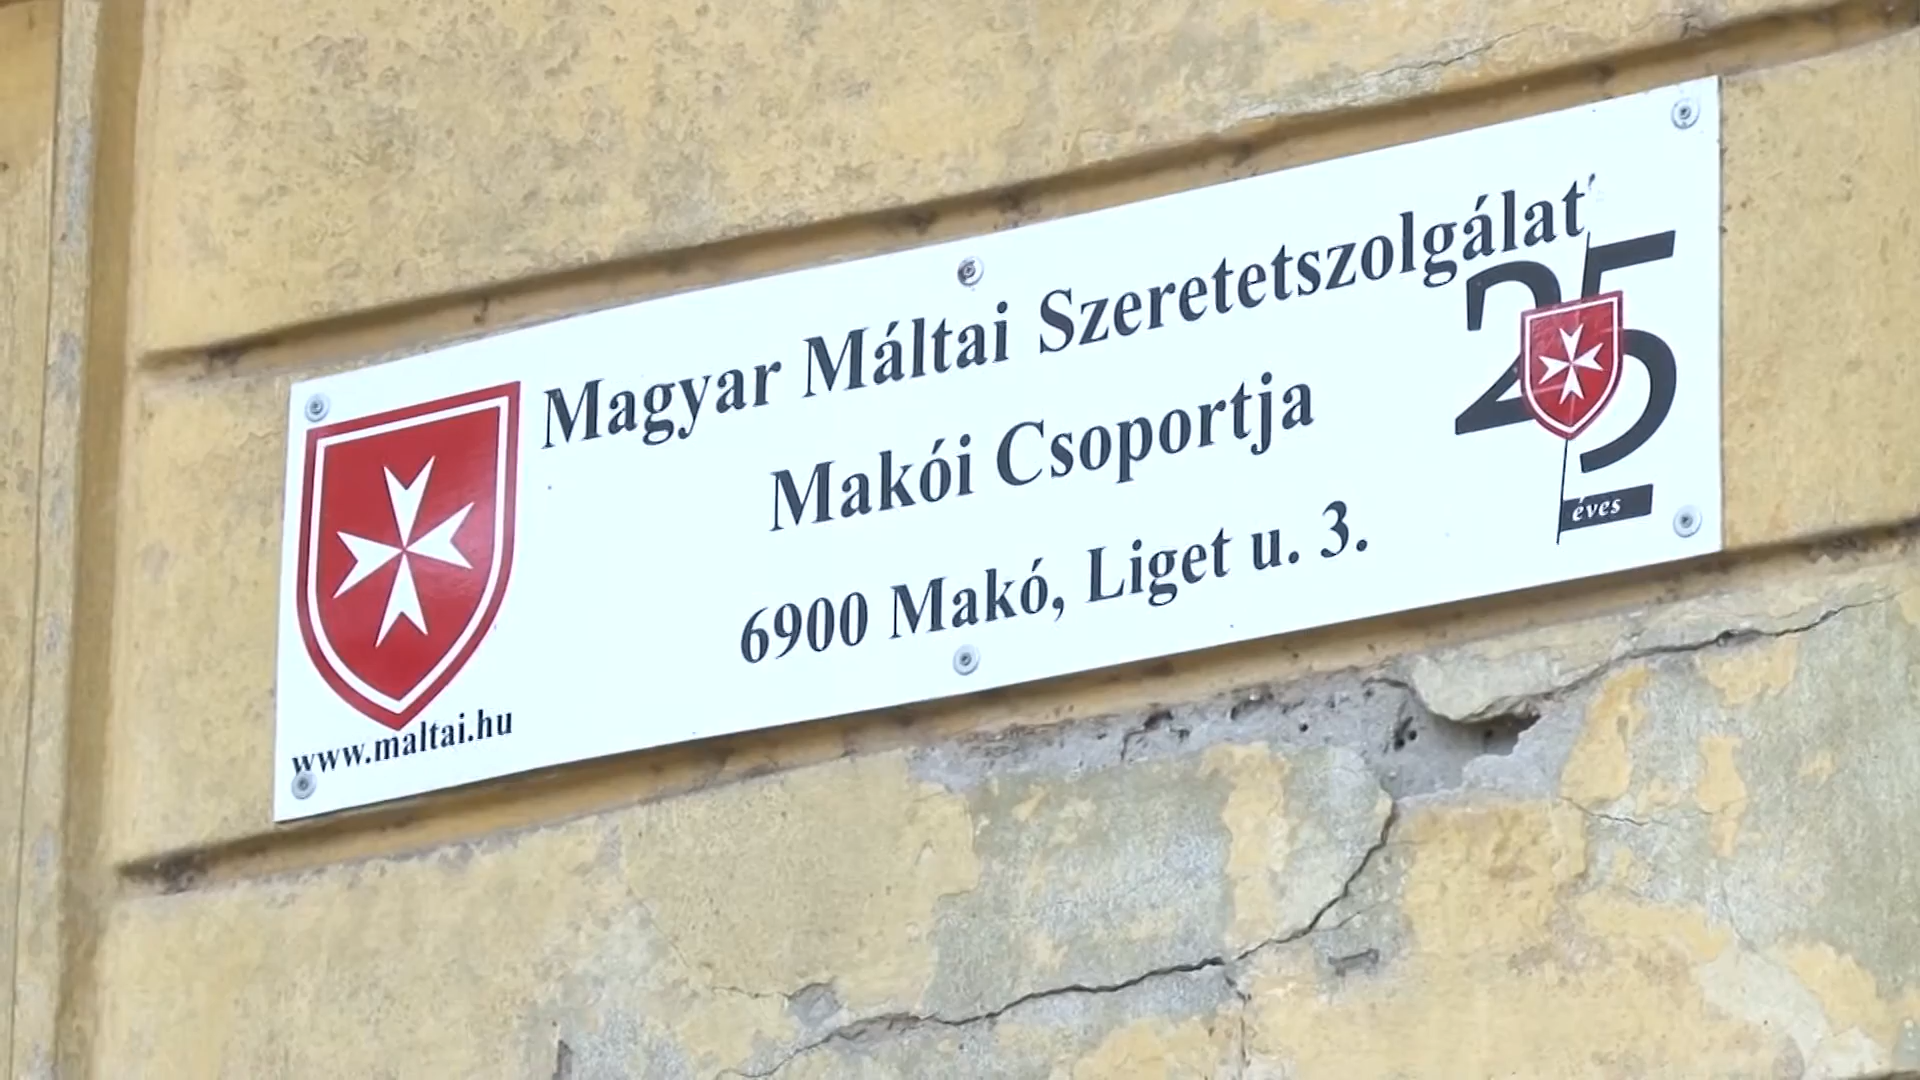 Magyar Máltai Szeretetszolgálat
Makói Csoportja
6900 Makó, Liget u. 3.
www.maltai.hu
25
éves